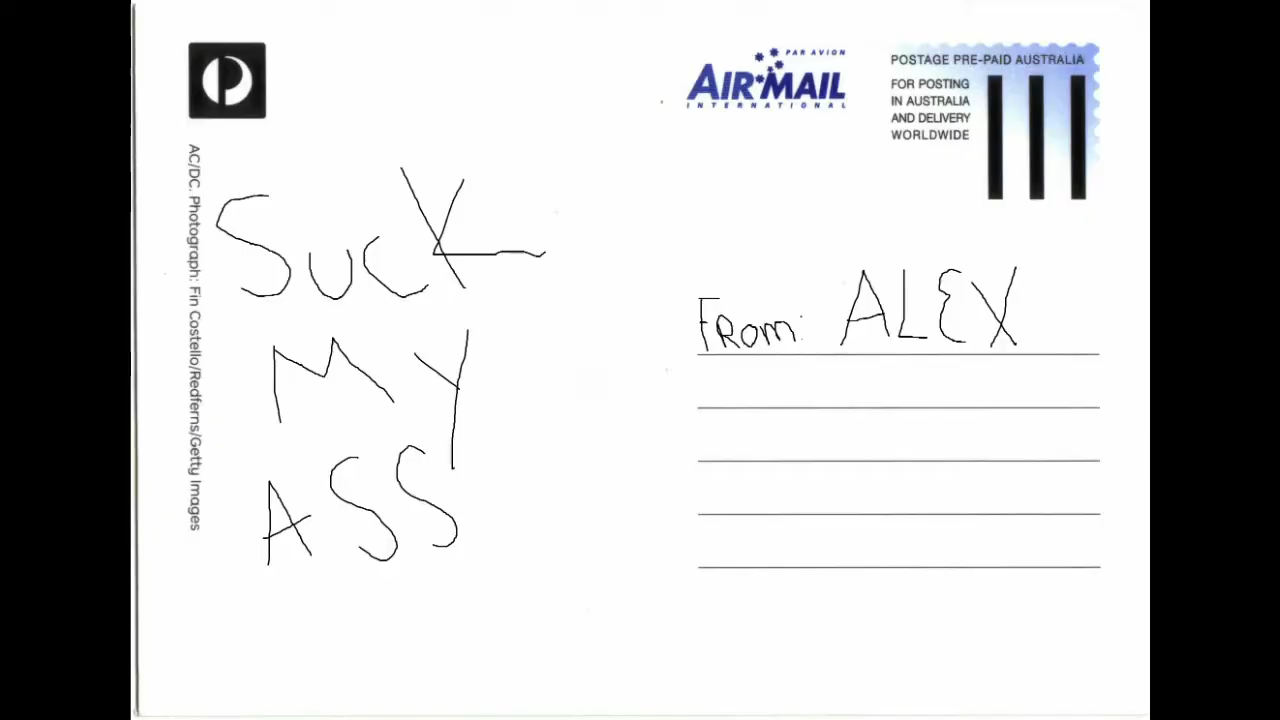 PAR AVION
AIR MAIL
INTERNATIONAL
POSTAGE PRE-PAID AUSTRALIA
FOR POSTING
IN AUSTRALIA
AND DELIVERY
WORLDWIDE
AC/DC. Photograph: Fin Costello/Redferns/Getty Images
SUCK
MY
ASS
FROM: ALEX